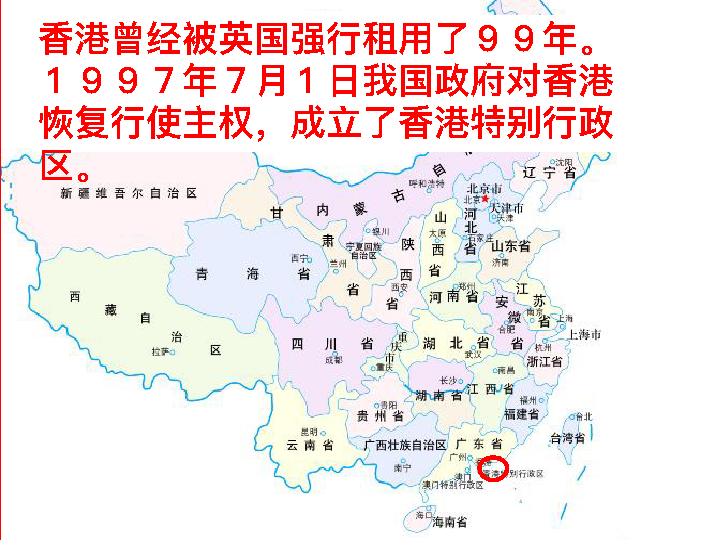 香港曾经被英国强行租用了９９年。
１９９７年７月１日我国政府对香港
恢复行使主权，成立了香港特别行政
区。
沈阳
辽宁省
呼和浩特
内蒙古自
北京市
北京
天津市
天津
新疆维吾尔自治区
甘肃省
银川
宁夏回族
自治区
山西省
太原
河北省
石家庄
山东省
济南
陕西省
西宁
兰州
青海省
西安
郑州
河南省
江苏省
南京
安徽省
合肥
上海
上海市
西藏自治区
拉萨
四川省
成都
重庆市
重庆
湖北省
武汉
杭州
浙江省
长沙
湖南省
南昌
江西省
贵阳
贵州省
福州
福建省
台北
台湾省
昆明
云南省
广西壮族自治区
南宁
广东省
广州
香港特别行政区
澳门
澳门特别行政区
海口
海南省